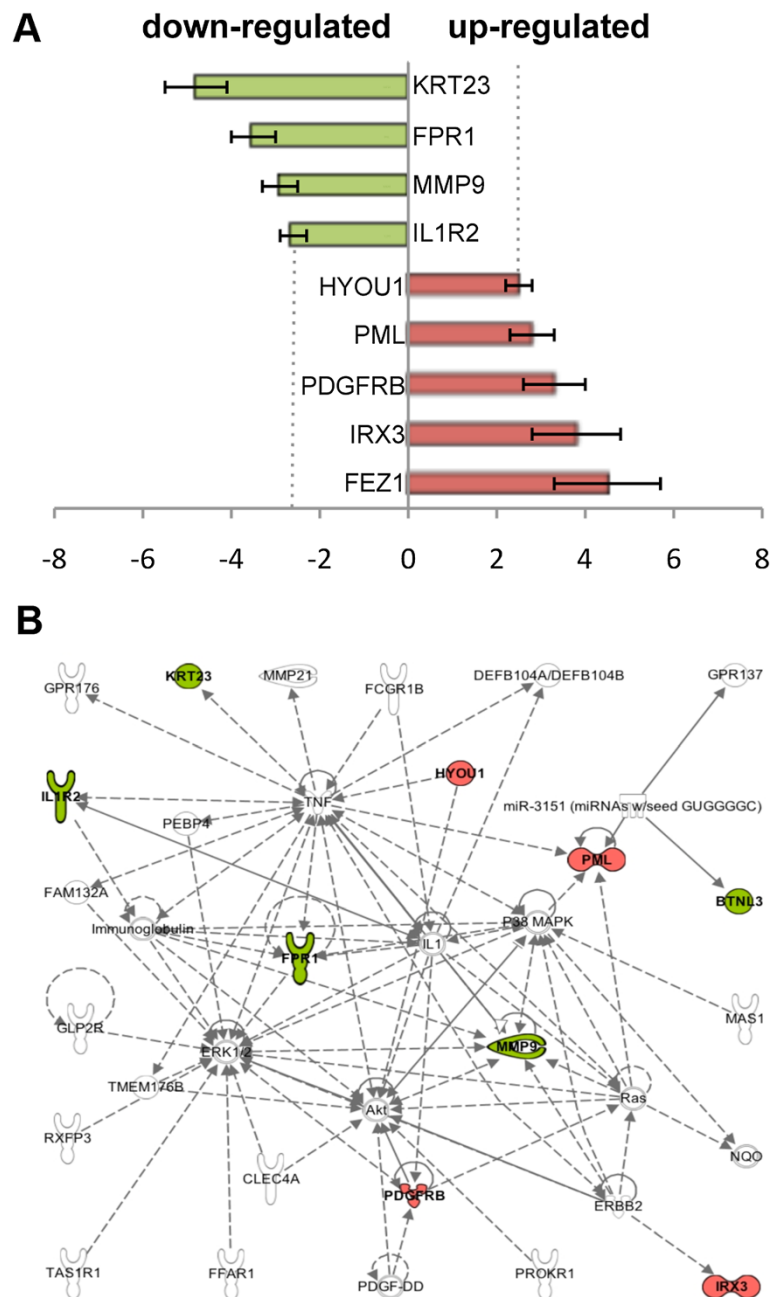 A
down-regulated up-regulated
KRT23
FPR1
MMP9
IL1R2
HYOU1
PML
PDGFRB
IRX3
FEZ1
-8 -6 -4 -2 0 2 4 6 8
B
GPR176 KRT23 MMP21 FCGR1B DEFB104A/DEFB104B GPR137
HYOU1
IL1R2 TNF miR-3151 (miRNAs w/seed GUGGGGC)
PEBP4
PML
FAM132A BTNL3
Immunoglobulin IL1 P38 MAPK
FPR1
GLP2R MAS1
ERK1/2 MMP9
TMEM176B Akt Ras
RXFP3 NQO
CLEC4A PDGFRB ERBB2
TAS1R1 FFAR1 PDGF-DD PROKR1 IRX3